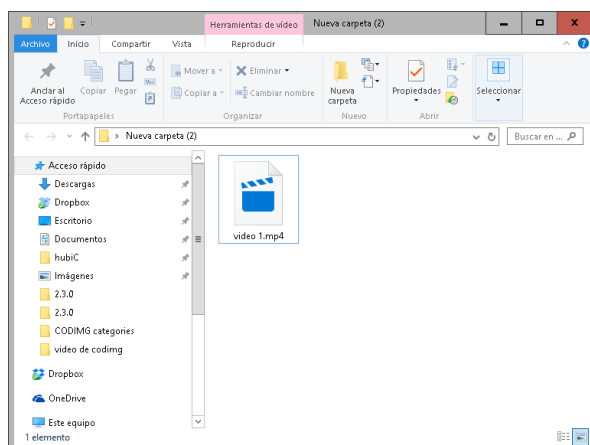 Herramientas de vídeo
Nueva carpeta (2)
Archivo
Inicio
Compartir
Vista
Reproducir
Anclar al
Acceso rápido
Copiar
Pegar
Mover a
Copiar a
Eliminar
Cambiar nombre
Nueva
carpeta
Propiedades
Seleccionar
Portapapeles
Organizar
Nuevo
Abrir
Nueva carpeta (2)
Buscar en ...
Acceso rápido
Descargas
Dropbox
Escritorio
Documentos
hubiC
Imágenes
2.3.0
2.3.0
CODIMG categories
video de codimg
Dropbox
OneDrive
Este equipo
video 1.mp4
1 elemento